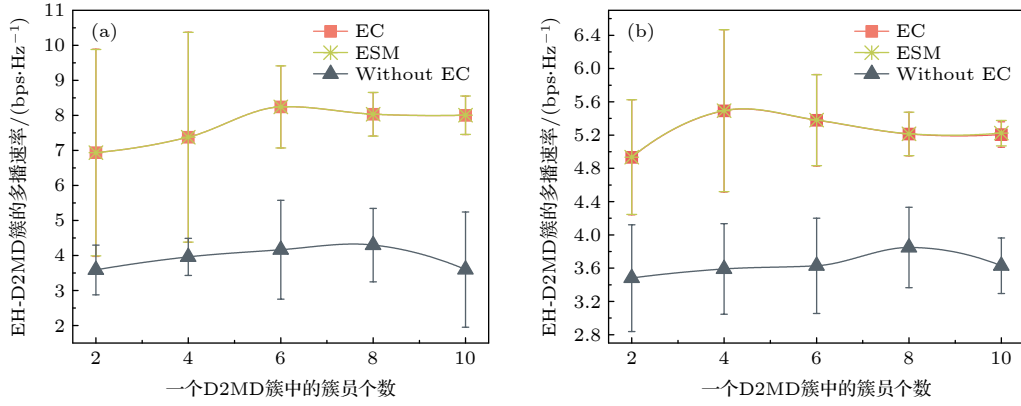 (a)
EC
ESM
Without EC
EH-D2MD簇的多播速率/(bps·Hz⁻¹)
11
10
9
8
7
6
5
4
3
2
2 4 6 8 10
一个D2MD簇中的簇员个数
(b)
EC
ESM
Without EC
EH-D2MD簇的多播速率/(bps·Hz⁻¹)
6.4
6.0
5.6
5.2
4.8
4.4
4.0
3.6
3.2
2.8
2 4 6 8 10
一个D2MD簇中的簇员个数